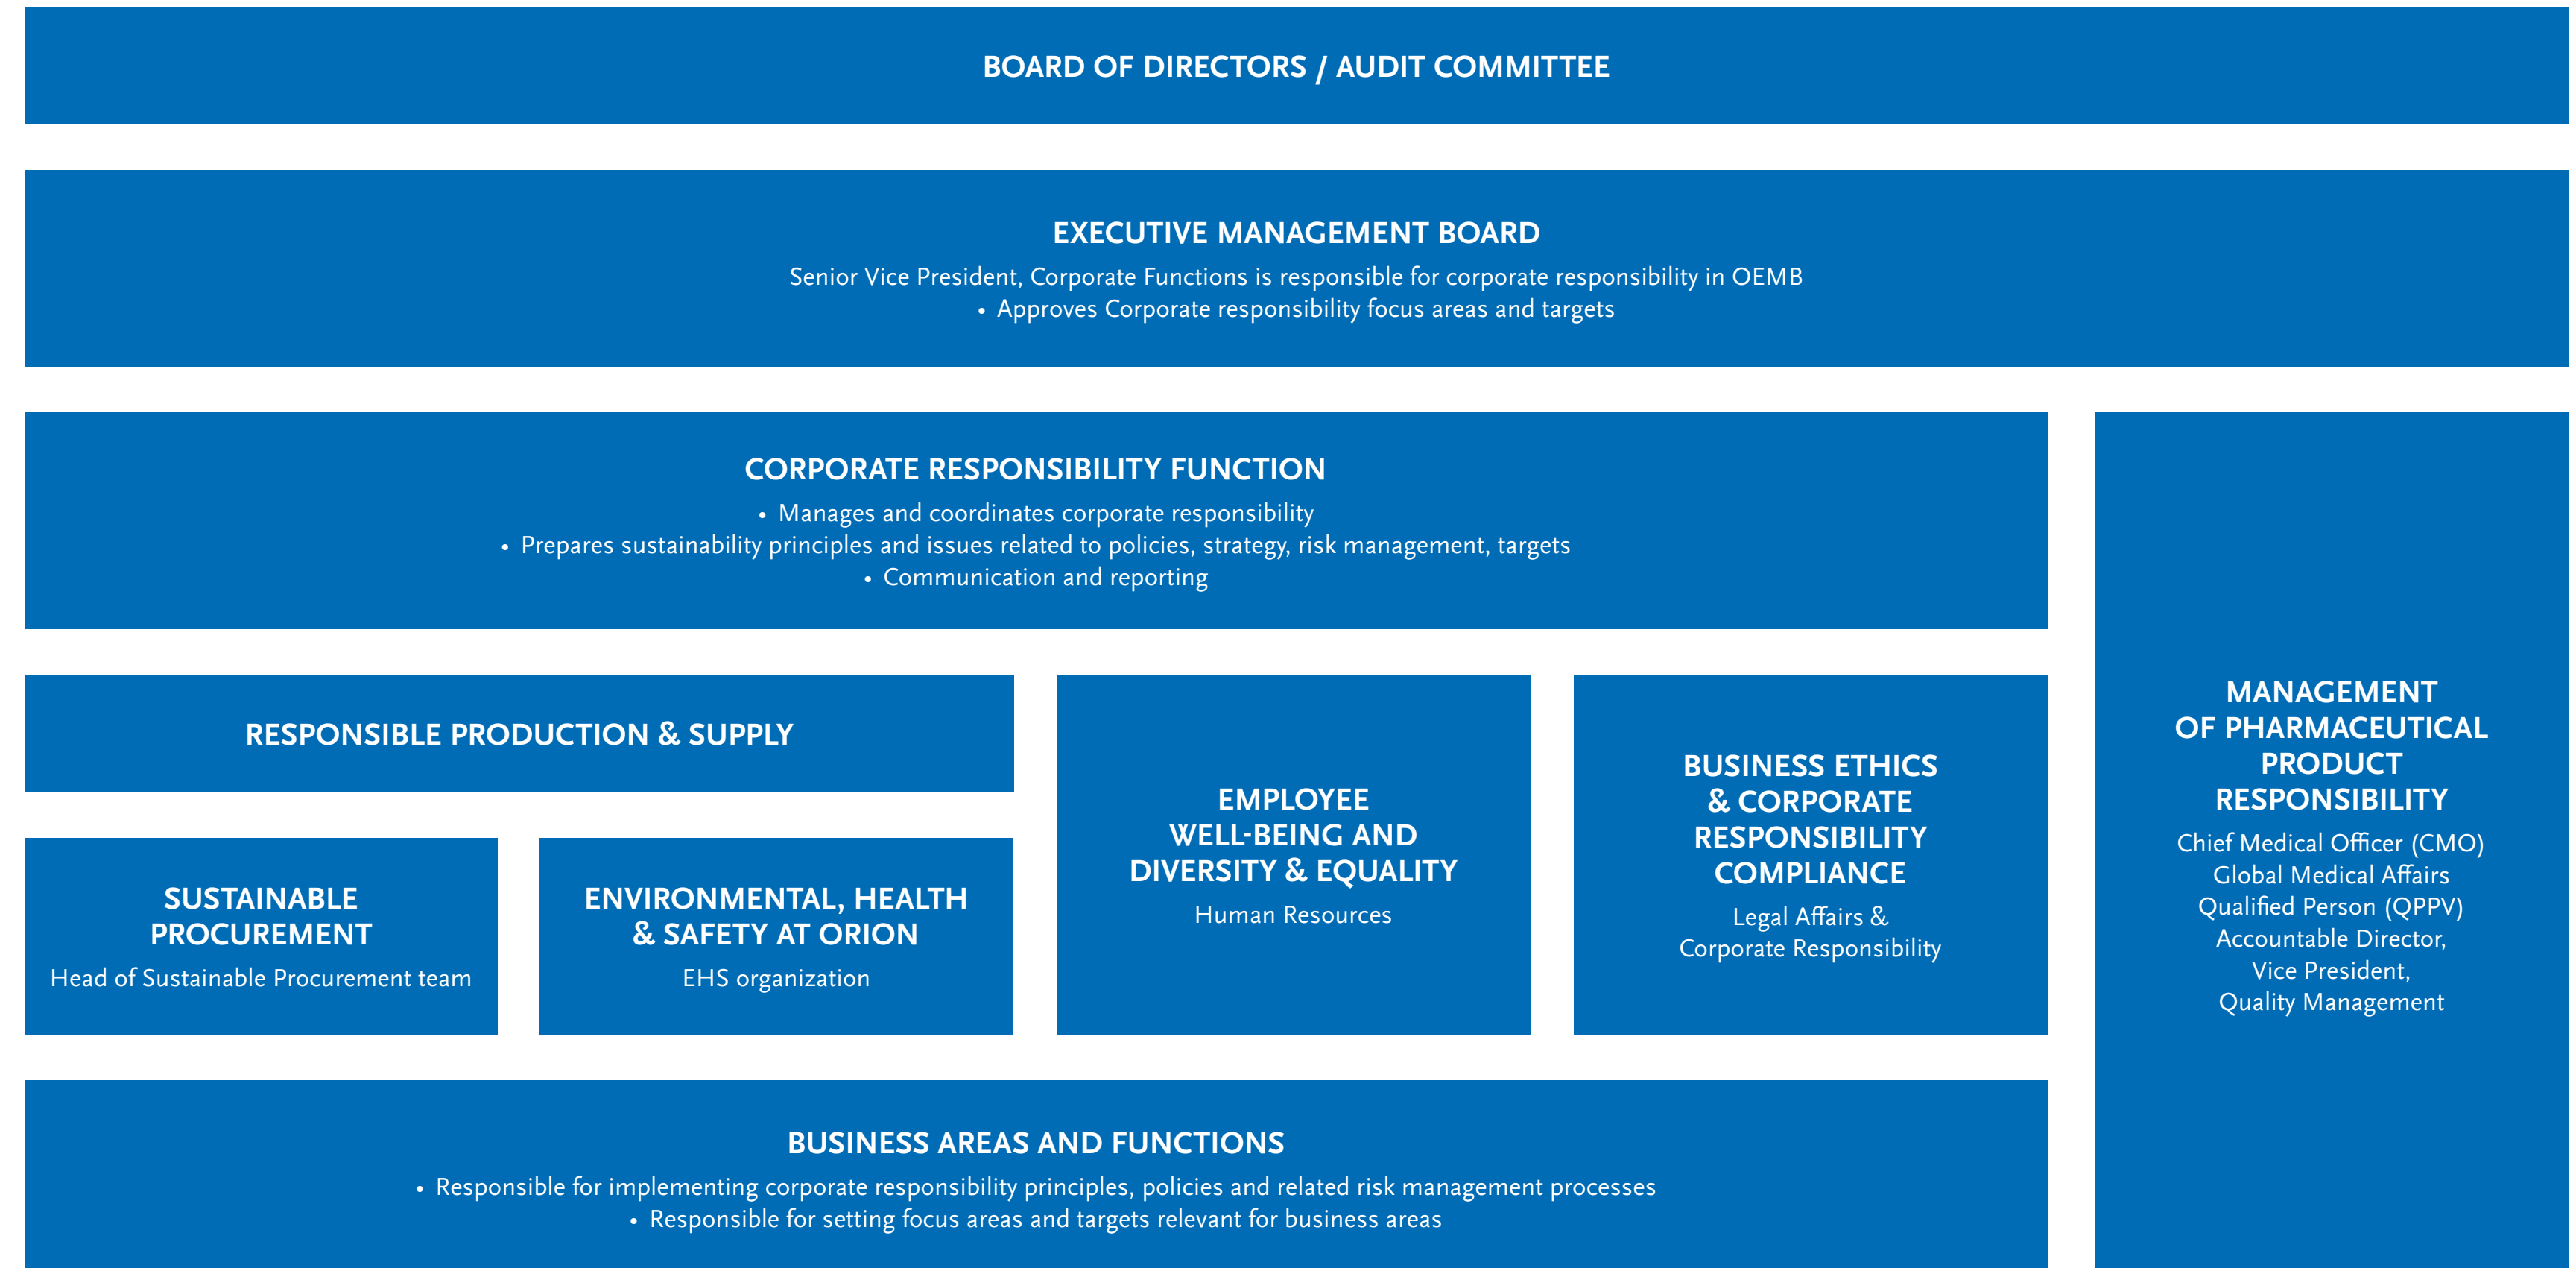 BOARD OF DIRECTORS / AUDIT COMMITTEE
EXECUTIVE MANAGEMENT BOARD
Senior Vice President, Corporate Functions is responsible for corporate responsibility in OEMB
• Approves Corporate responsibility focus areas and targets
CORPORATE RESPONSIBILITY FUNCTION
• Manages and coordinates corporate responsibility
• Prepares sustainability principles and issues related to policies, strategy, risk management, targets
• Communication and reporting
RESPONSIBLE PRODUCTION & SUPPLY
SUSTAINABLE
PROCUREMENT
Head of Sustainable Procurement team
ENVIRONMENTAL, HEALTH
& SAFETY AT ORION
EHS organization
EMPLOYEE
WELL-BEING AND
DIVERSITY & EQUALITY
Human Resources
BUSINESS ETHICS
& CORPORATE
RESPONSIBILITY
COMPLIANCE
Legal Affairs &
Corporate Responsibility
MANAGEMENT
OF PHARMACEUTICAL
PRODUCT
RESPONSIBILITY
Chief Medical Officer (CMO)
Global Medical Affairs
Qualified Person (QPPV)
Accountable Director,
Vice President,
Quality Management
BUSINESS AREAS AND FUNCTIONS
• Responsible for implementing corporate responsibility principles, policies and related risk management processes
• Responsible for setting focus areas and targets relevant for business areas